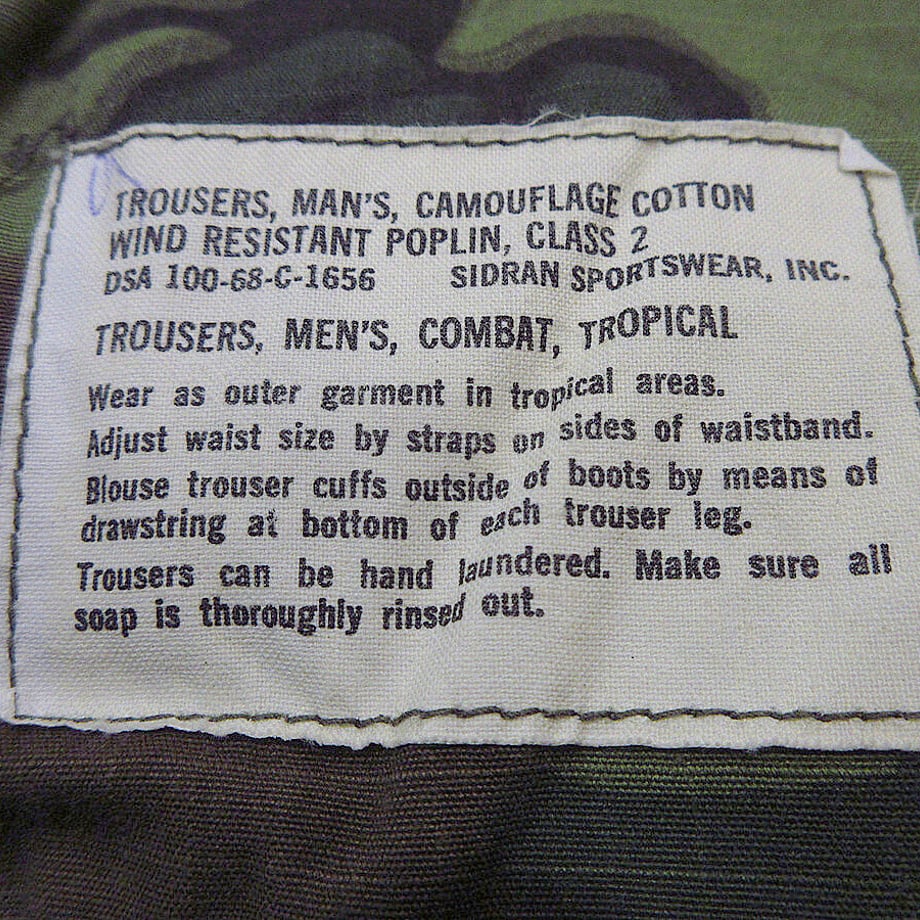 TROUSERS, MAN'S, CAMOUFLAGE COTTON
WIND RESISTANT POPLIN, CLASS 2
DSA 100-68-C-1656 SIDRAN SPORTSWEAR, INC.
TROUSERS, MEN'S, COMBAT, TROPICAL
Wear as outer garment in tropical areas.
Adjust waist size by straps on sides of waistband.
Blouse trouser cuffs outside of boots by means of
drawstring at bottom of each trouser leg.
Trousers can be hand laundered. Make sure all
soap is thoroughly rinsed out.